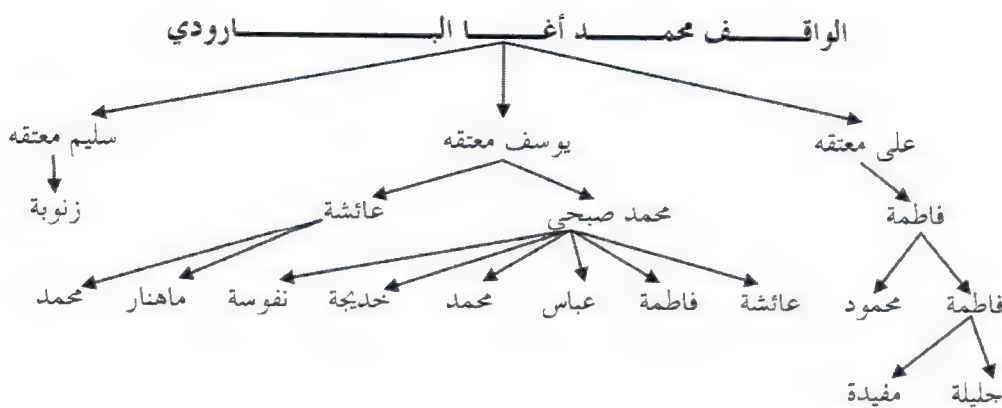 الواقف محمد أغا البارودي
على معتقه يوسف معتقه سليم معتقه
فاطمة محمد صبحي عائشة زنوبة
فاطمة محمود عائشة فاطمة عباس محمد خديجة نفوسة ماهنار محمد
جليلة مفيدة